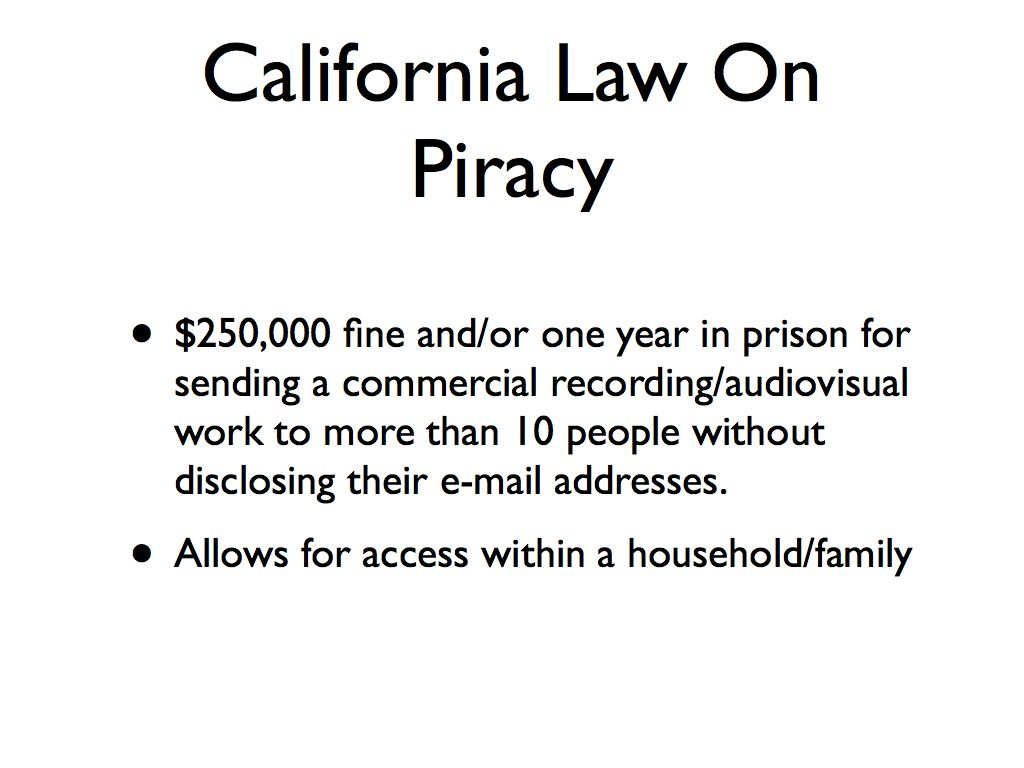 California Law On
Piracy
• $250,000 fine and/or one year in prison for
sending a commercial recording/audiovisual
work to more than 10 people without
disclosing their e-mail addresses.
• Allows for access within a household/family